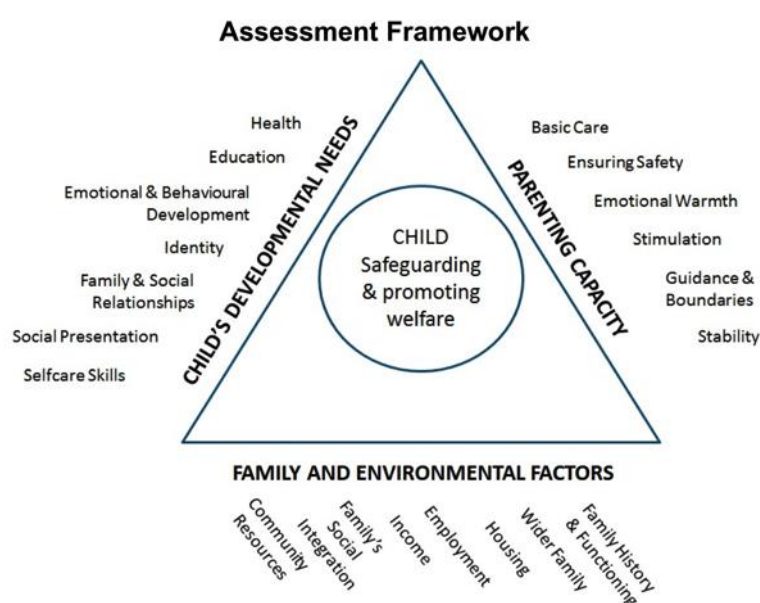 Assessment Framework
CHILD'S DEVELOPMENTAL NEEDS
Health
Education
Emotional & Behavioural
Development
Identity
Family & Social
Relationships
Social Presentation
Selfcare Skills
PARENTING CAPACITY
Basic Care
Ensuring Safety
Emotional Warmth
Stimulation
Guidance &
Boundaries
Stability
CHILD
Safeguarding
& promoting
welfare
FAMILY AND ENVIRONMENTAL FACTORS
Community
Resources
Family's
Social
Integration
Income
Employment
Housing
Wider Family
Family History
& Functioning